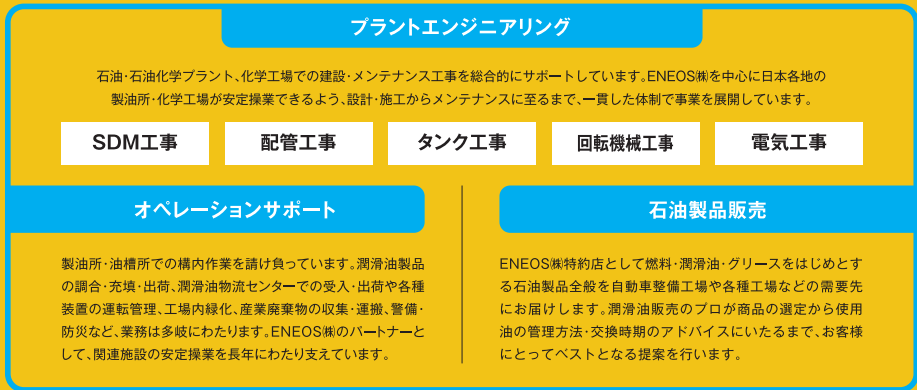 プラントエンジニアリング
石油・石油化学プラント、化学工場での建設・メンテナンス工事を総合的にサポートしています。ENEOS㈱を中心に日本各地の
製油所・化学工場が安定操業できるよう、設計・施工からメンテナンスに至るまで、一貫した体制で事業を展開しています。
SDM工事
配管工事
タンク工事
回転機械工事
電気工事
オペレーションサポート
製油所・油槽所での構内作業を請け負っています。潤滑油製品
の調合・充填・出荷、潤滑油物流センターでの受入・出荷や各種
装置の運転管理、工場内緑化、産業廃棄物の収集・運搬、警備・
防災など、業務は多岐にわたります。ENEOS㈱のパートナーと
して、関連施設の安定操業を長年にわたり支えています。
石油製品販売
ENEOS㈱特約店として燃料・潤滑油・グリースをはじめとす
る石油製品全般を自動車整備工場や各種工場などの需要先
にお届けします。潤滑油販売のプロが商品の選定から使用
油の管理方法・交換時期のアドバイスにいたるまで、お客様
にとってベストとなる提案を行います。